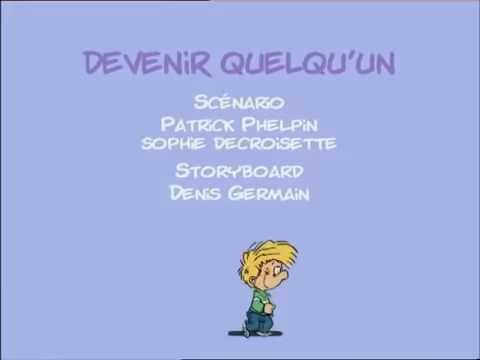 DEVENIR QUELQU'UN
SCÉNARIO
PATRICK PHELPIN
SOPHIE DECROISETTE
STORYBOARD
DENIS GERMAIN